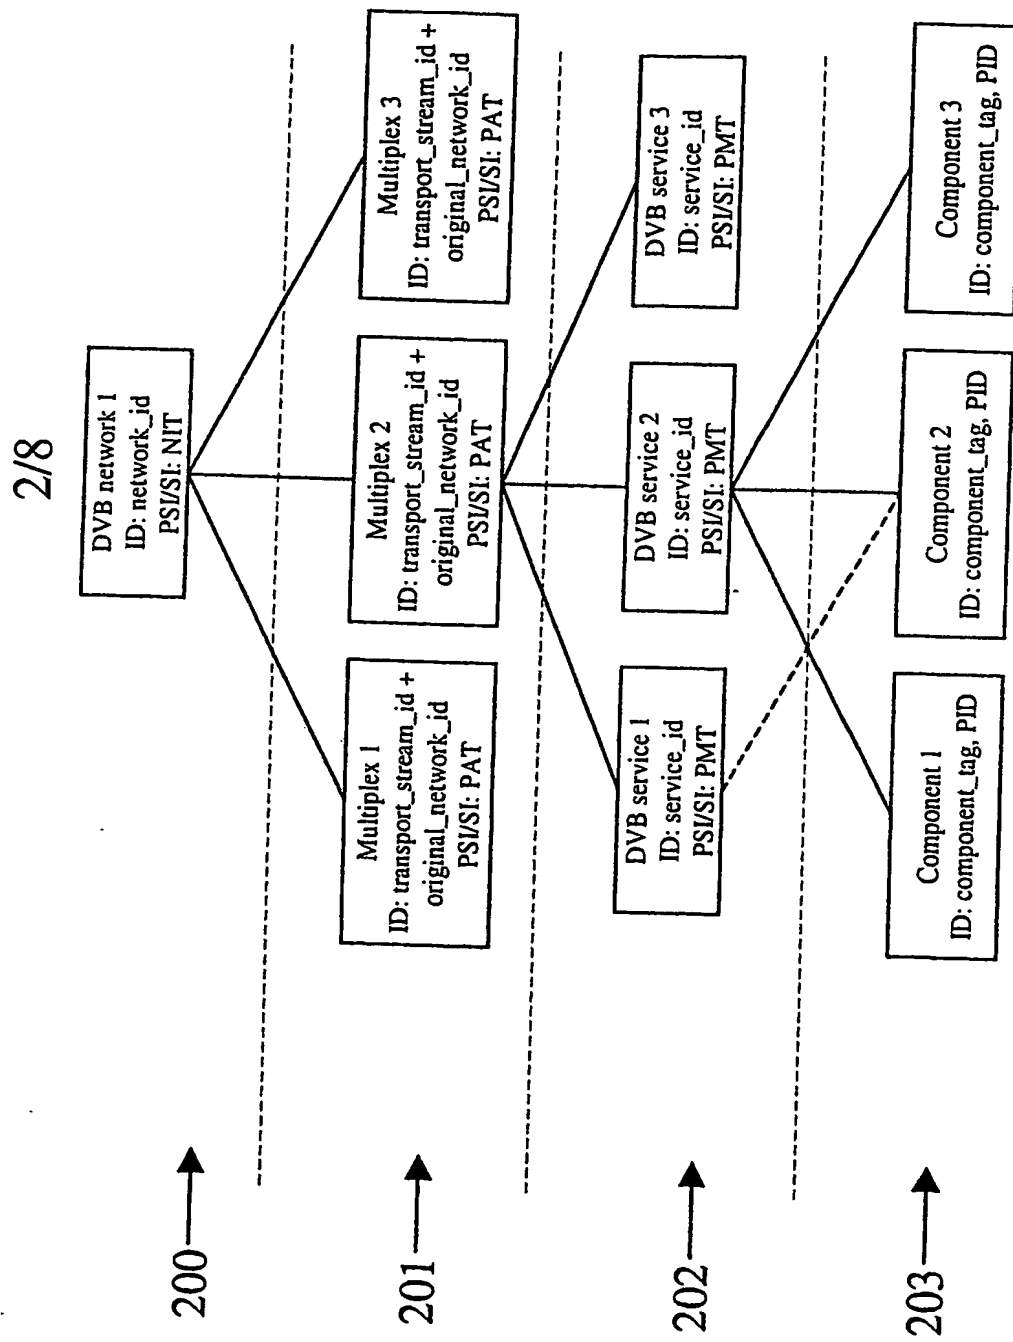 2/8
200
DVB network 1
ID: network_id
PSI/SI: NIT
201
Multiplex 1
ID: transport_stream_id +
original_network_id
PSI/SI: PAT
Multiplex 2
ID: transport_stream_id +
original_network_id
PSI/SI: PAT
Multiplex 3
ID: transport_stream_id +
original_network_id
PSI/SI: PAT
202
DVB service 1
ID: service_id
PSI/SI: PMT
DVB service 2
ID: service_id
PSI/SI: PMT
DVB service 3
ID: service_id
PSI/SI: PMT
203
Component 1
ID: component_tag, PID
Component 2
ID: component_tag, PID
Component 3
ID: component_tag, PID